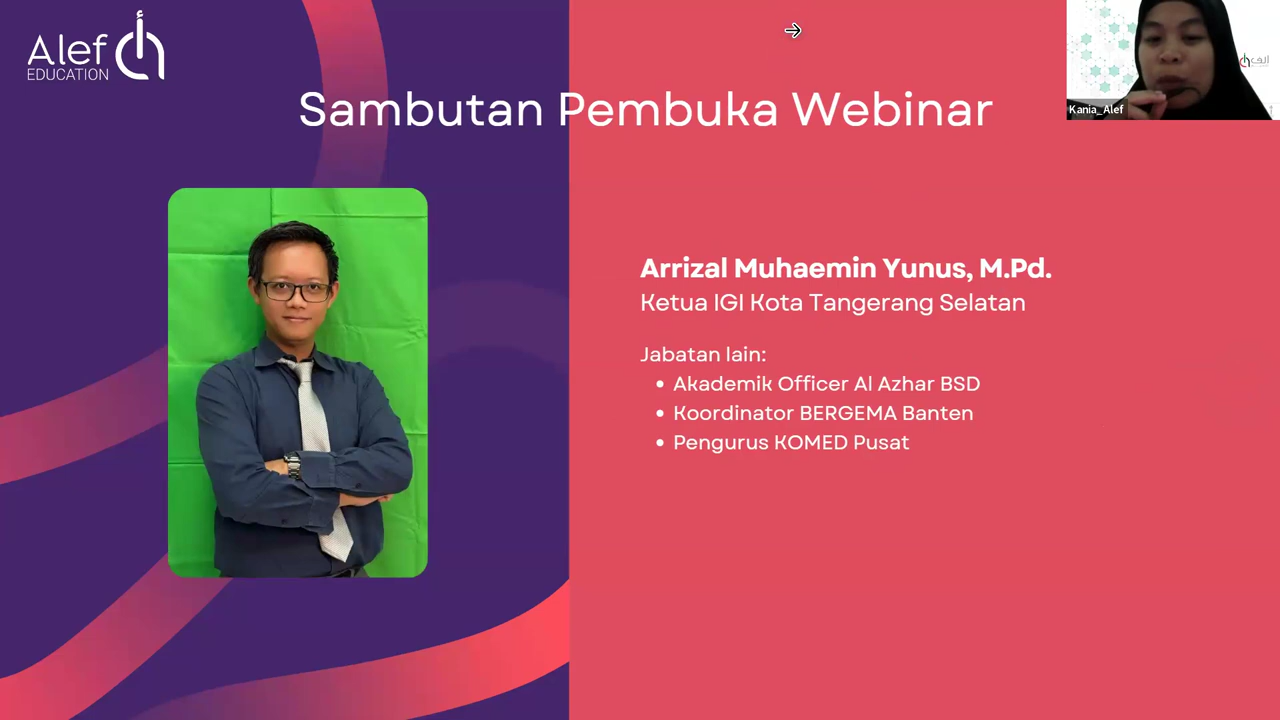 Alef
EDUCATION
Sambutan Pembuka Webinar
Kania_Alef
Arrizal Muhaemin Yunus, M.Pd.
Ketua IGI Kota Tangerang Selatan
Jabatan lain:
• Akademik Officer Al Azhar BSD
• Koordinator BERGEMA Banten
• Pengurus KOMED Pusat